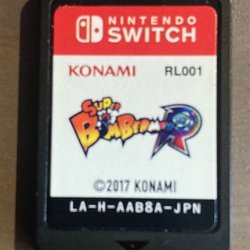 NINTENDO
SWITCH
KONAMI RL001
SUPER
BOMBERMAN R
©2017 KONAMI
LA-H-AAB8A-JPN